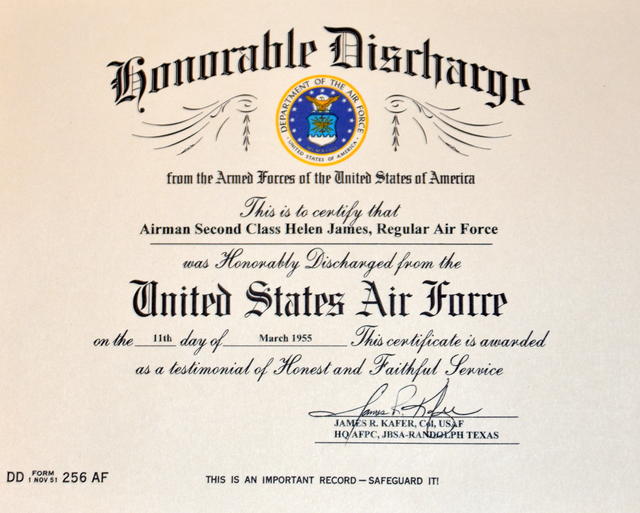 Honorable Discharge
DEPARTMENT OF THE AIR FORCE
UNITED STATES OF AMERICA
from the Armed Forces of the United States of America
This is to certify that
Airman Second Class Helen James, Regular Air Force
was Honorably Discharged from the
United States Air Force
on the 11th day of March 1955 This certificate is awarded
as a testimonial of Honest and Faithful Service
James R. Kafer
JAMES R. KAFER, Col, USAF
HQ AFPC, JBSA-RANDOLPH TEXAS
DD FORM 1 NOV 51 256 AF
THIS IS AN IMPORTANT RECORD — SAFEGUARD IT!